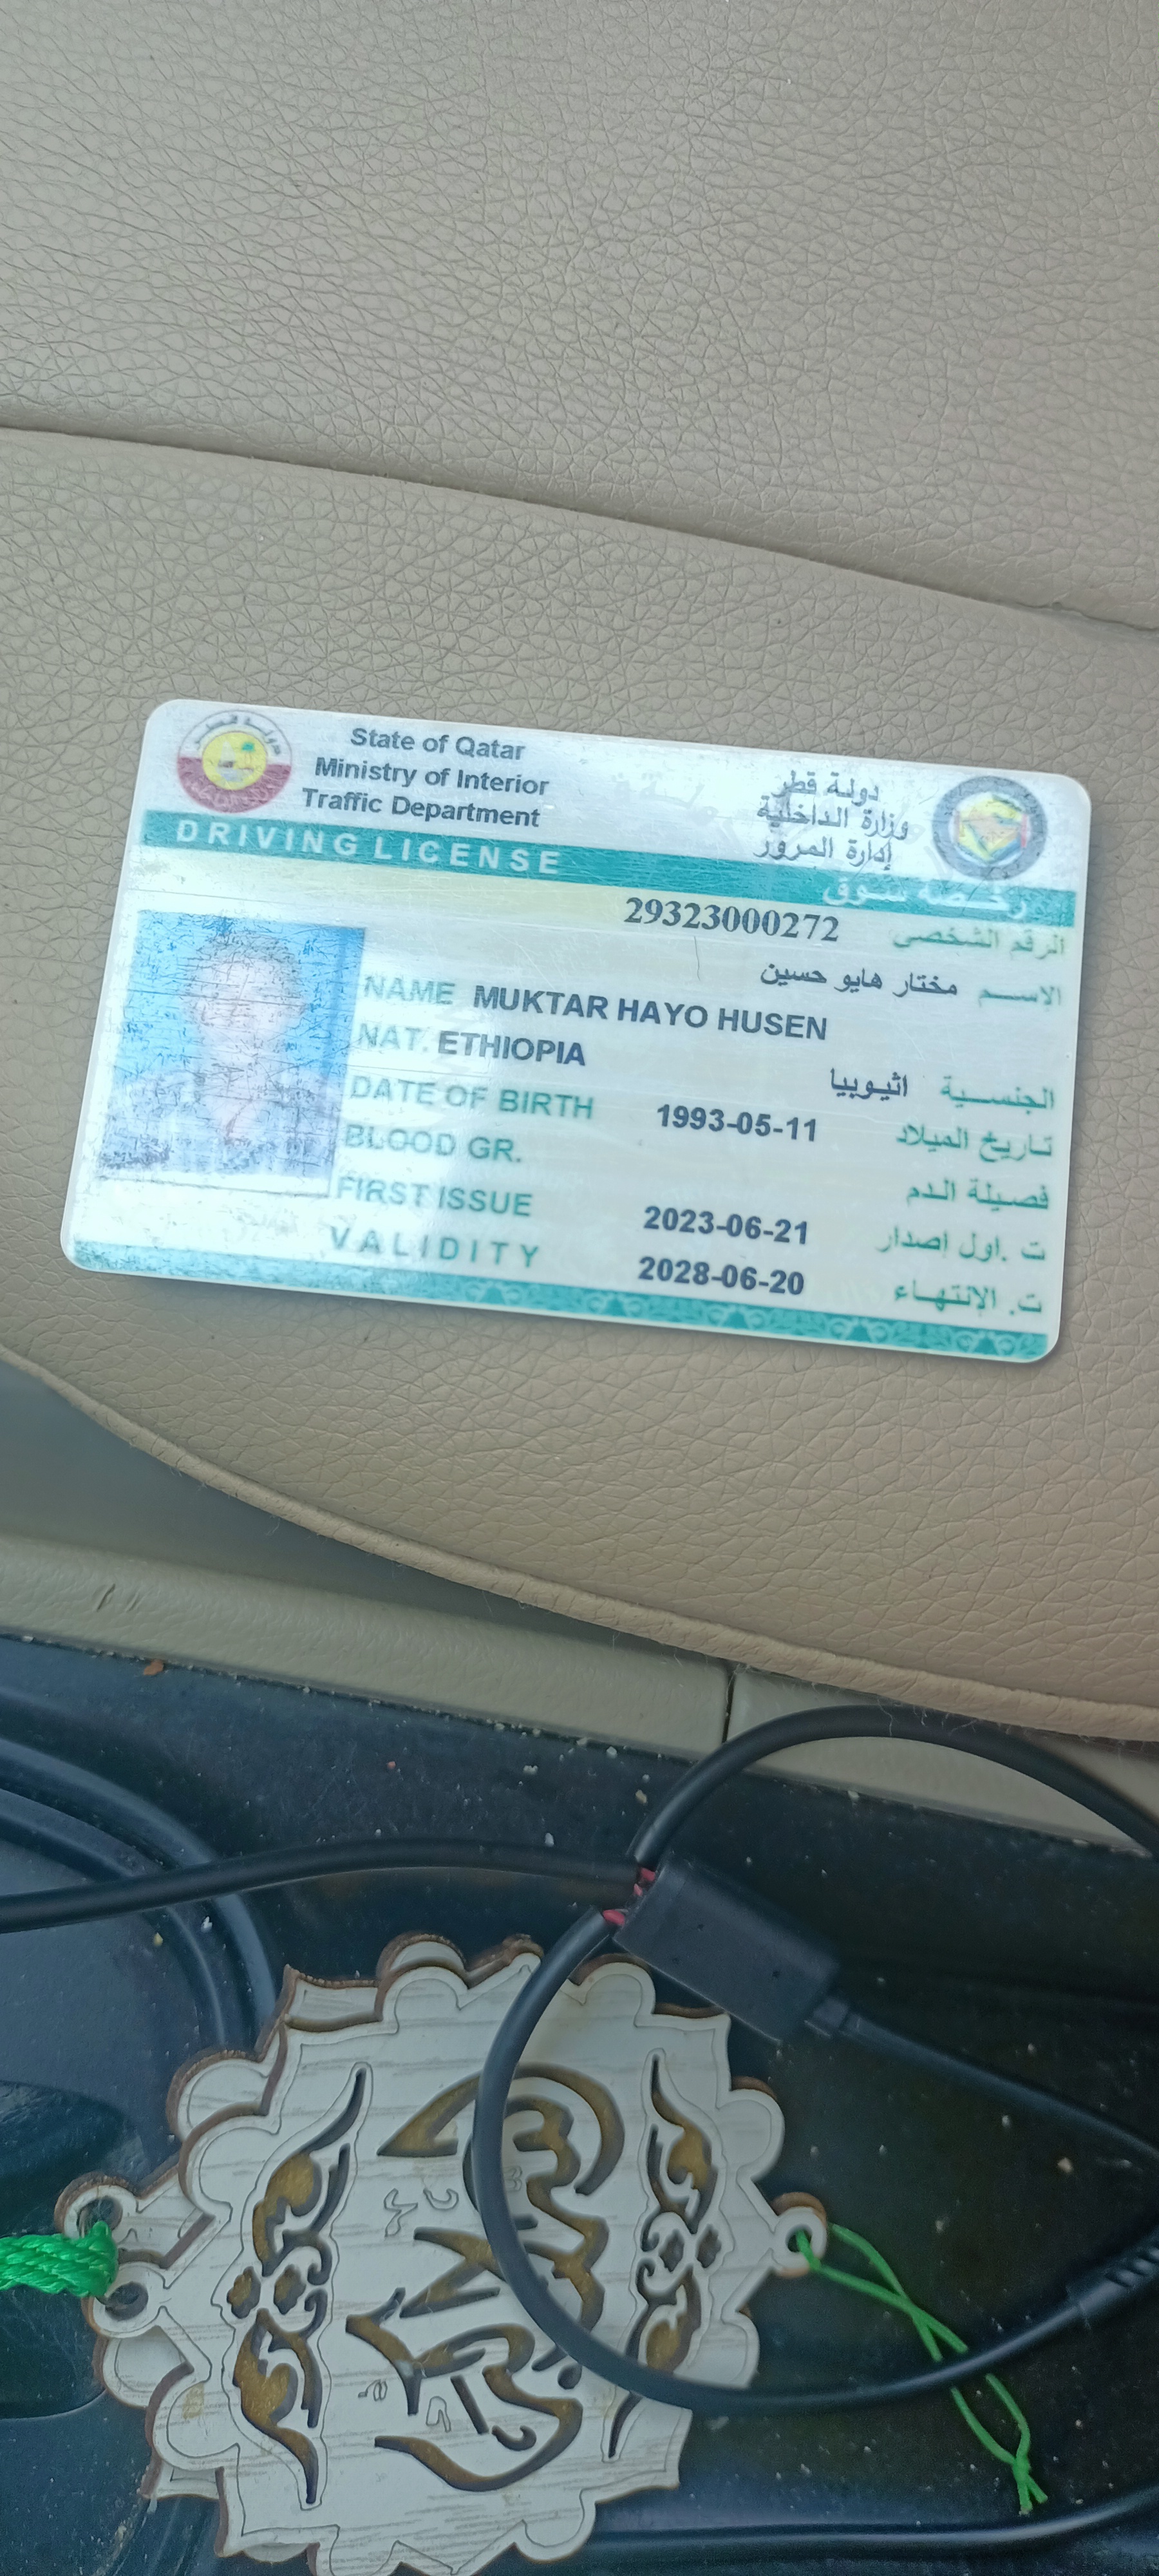 State of Qatar
Ministry of Interior
Traffic Department
دولة قطر
وزارة الداخلية
إدارة المرور
DRIVING LICENSE
رخصة سوق
29323000272 الرقم الشخصي
الاسم مختار هايو حسين
NAME MUKTAR HAYO HUSEN
NAT. ETHIOPIA
الجنسية اثيوبيا
DATE OF BIRTH 1993-05-11 تاريخ الميلاد
BLOOD GR. فصيلة الدم
FIRST ISSUE 2023-06-21 ت .اول إصدار
VALIDITY 2028-06-20 ت. الإنتهاء